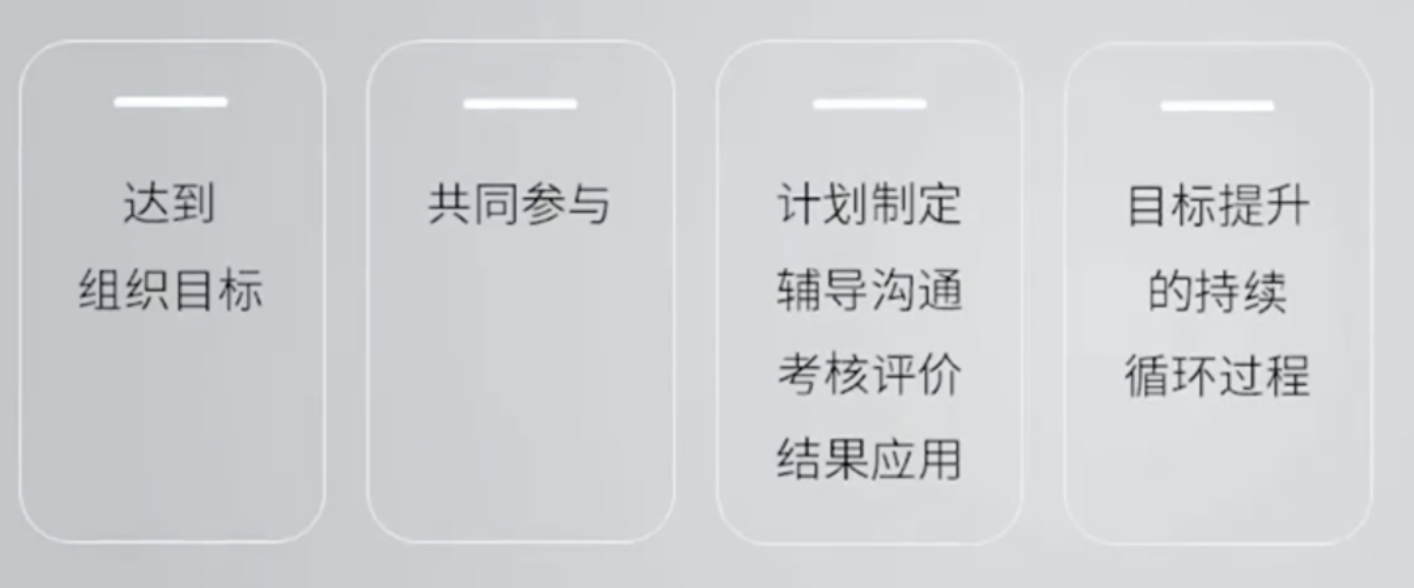 达到
组织目标
共同参与
计划制定
辅导沟通
考核评价
结果应用
目标提升
的持续
循环过程